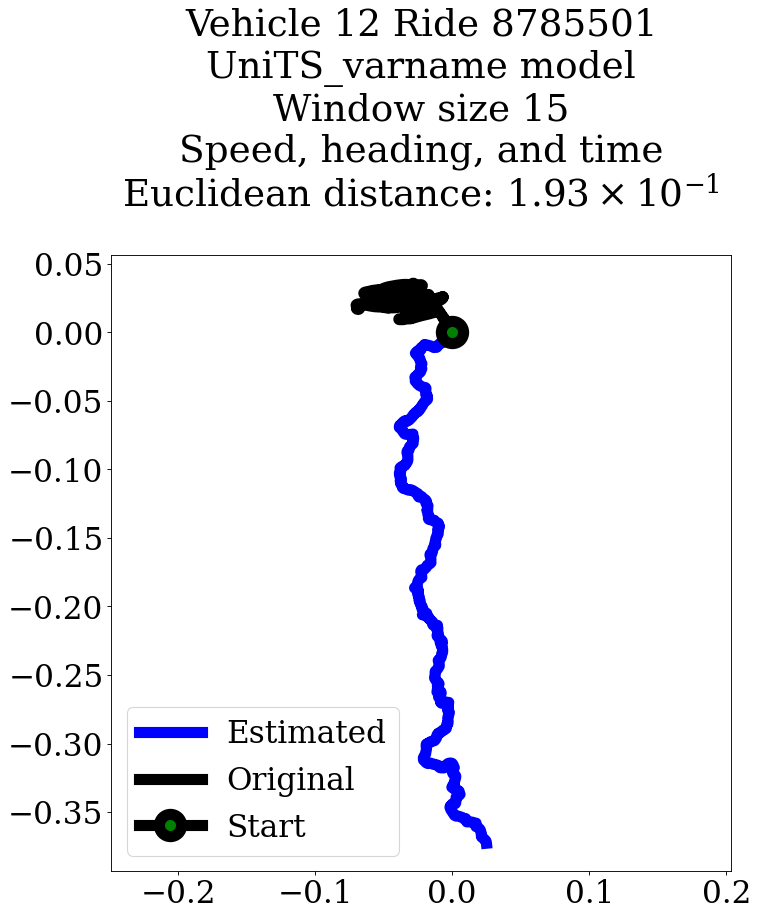 Vehicle 12 Ride 8785501
UniTS_varname model
Window size 15
Speed, heading, and time
Euclidean distance: 1.93 × 10⁻¹
0.05
0.00
−0.05
−0.10
−0.15
−0.20
−0.25
−0.30
−0.35
Estimated
Original
Start
−0.2 −0.1 0.0 0.1 0.2